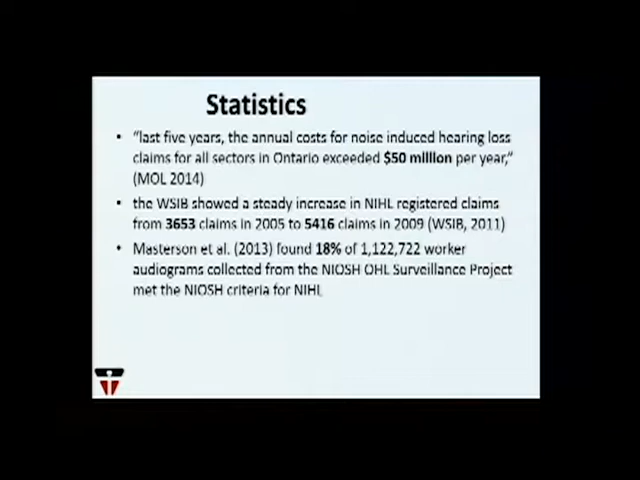 Statistics
• "last five years, the annual costs for noise induced hearing loss
claims for all sectors in Ontario exceeded $50 million per year,"
(MOL 2014)
• the WSIB showed a steady increase in NIHL registered claims
from 3653 claims in 2005 to 5416 claims in 2009 (WSIB, 2011)
• Masterson et al. (2013) found 18% of 1,122,722 worker
audiograms collected from the NIOSH OHL Surveillance Project
met the NIOSH criteria for NIHL